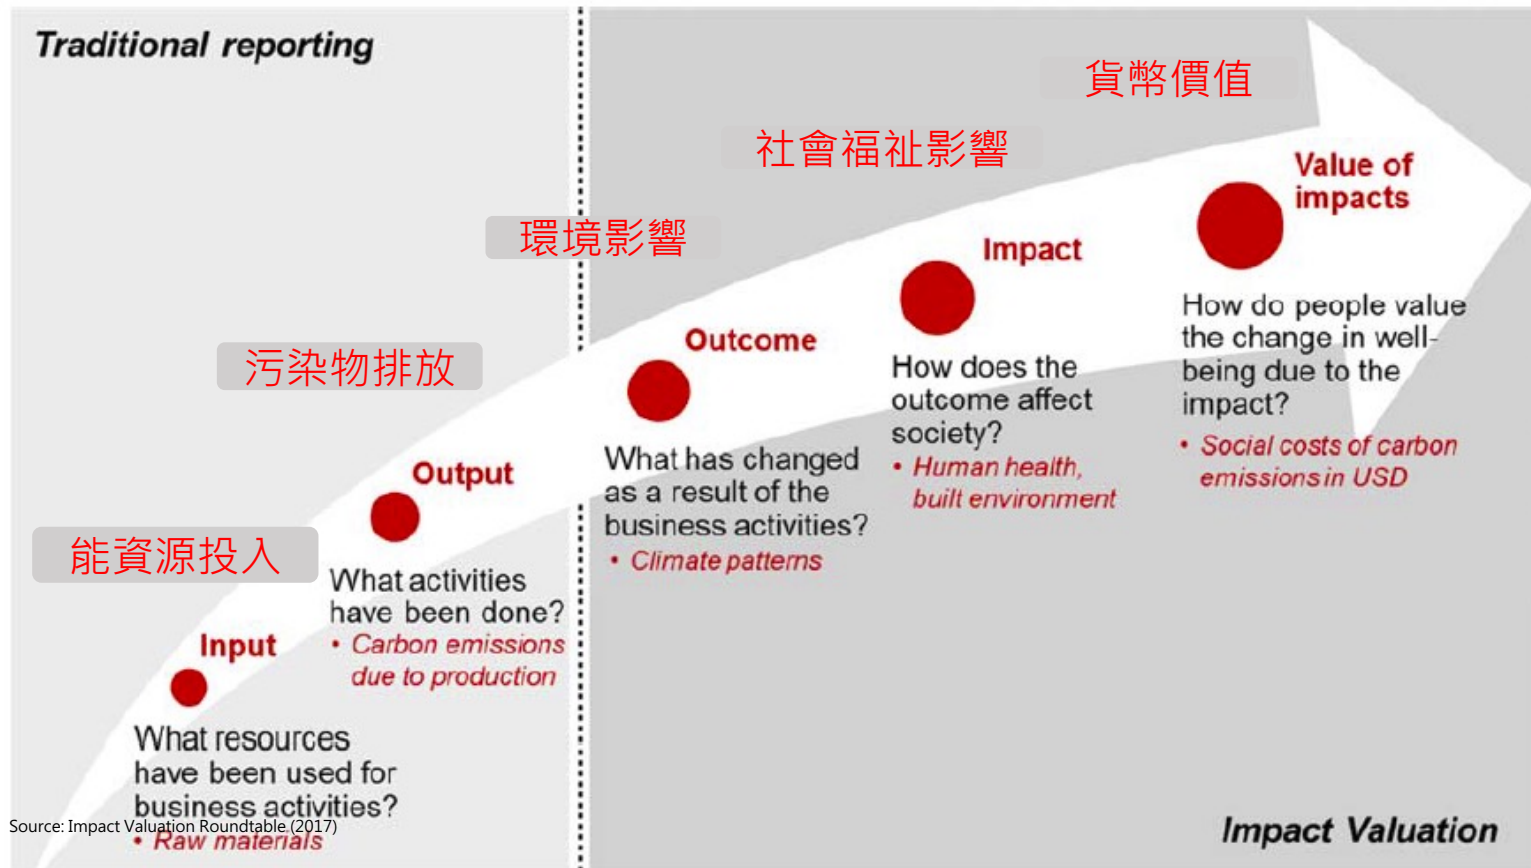 Traditional reporting
能資源投入
Input
What resources
have been used for
business activities?
• Raw materials
污染物排放
Output
What activities
have been done?
• Carbon emissions
due to production
環境影響
Outcome
What has changed
as a result of the
business activities?
• Climate patterns
社會福祉影響
Impact
How does the
outcome affect
society?
• Human health,
built environment
貨幣價值
Value of
impacts
How do people value
the change in well-
being due to the
impact?
• Social costs of carbon
emissions in USD
Source: Impact Valuation Roundtable (2017)
Impact Valuation